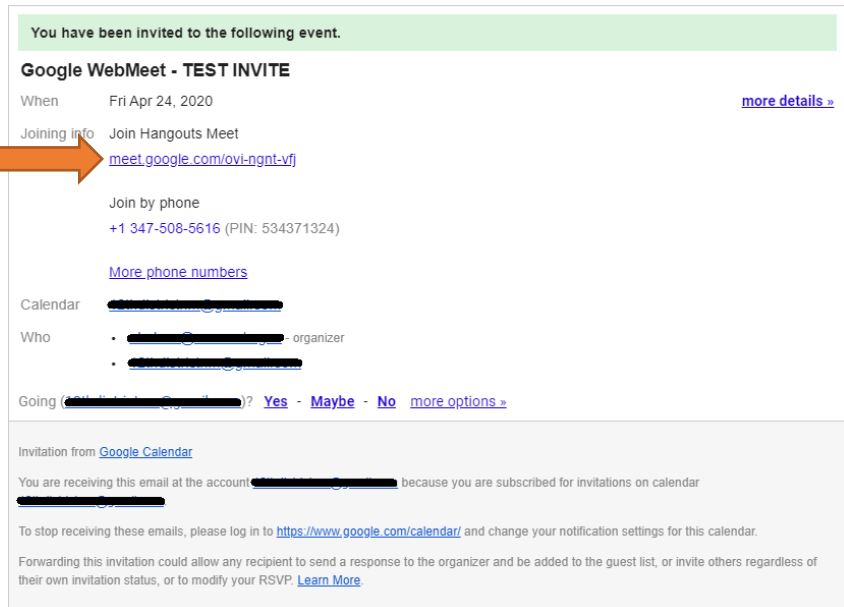 You have been invited to the following event.
Google WebMeet - TEST INVITE
When Fri Apr 24, 2020 more details »
Joining info Join Hangouts Meet
meet.google.com/ovi-ngnt-vfj
Join by phone
+1 347-508-5616 (PIN: 534371324)
More phone numbers
Calendar
Who • - organizer
•
Going ( )? Yes - Maybe - No more options »
Invitation from Google Calendar
You are receiving this email at the account because you are subscribed for invitations on calendar
To stop receiving these emails, please log in to https://www.google.com/calendar/ and change your notification settings for this calendar.
Forwarding this invitation could allow any recipient to send a response to the organizer and be added to the guest list, or invite others regardless of
their own invitation status, or to modify your RSVP. Learn More.